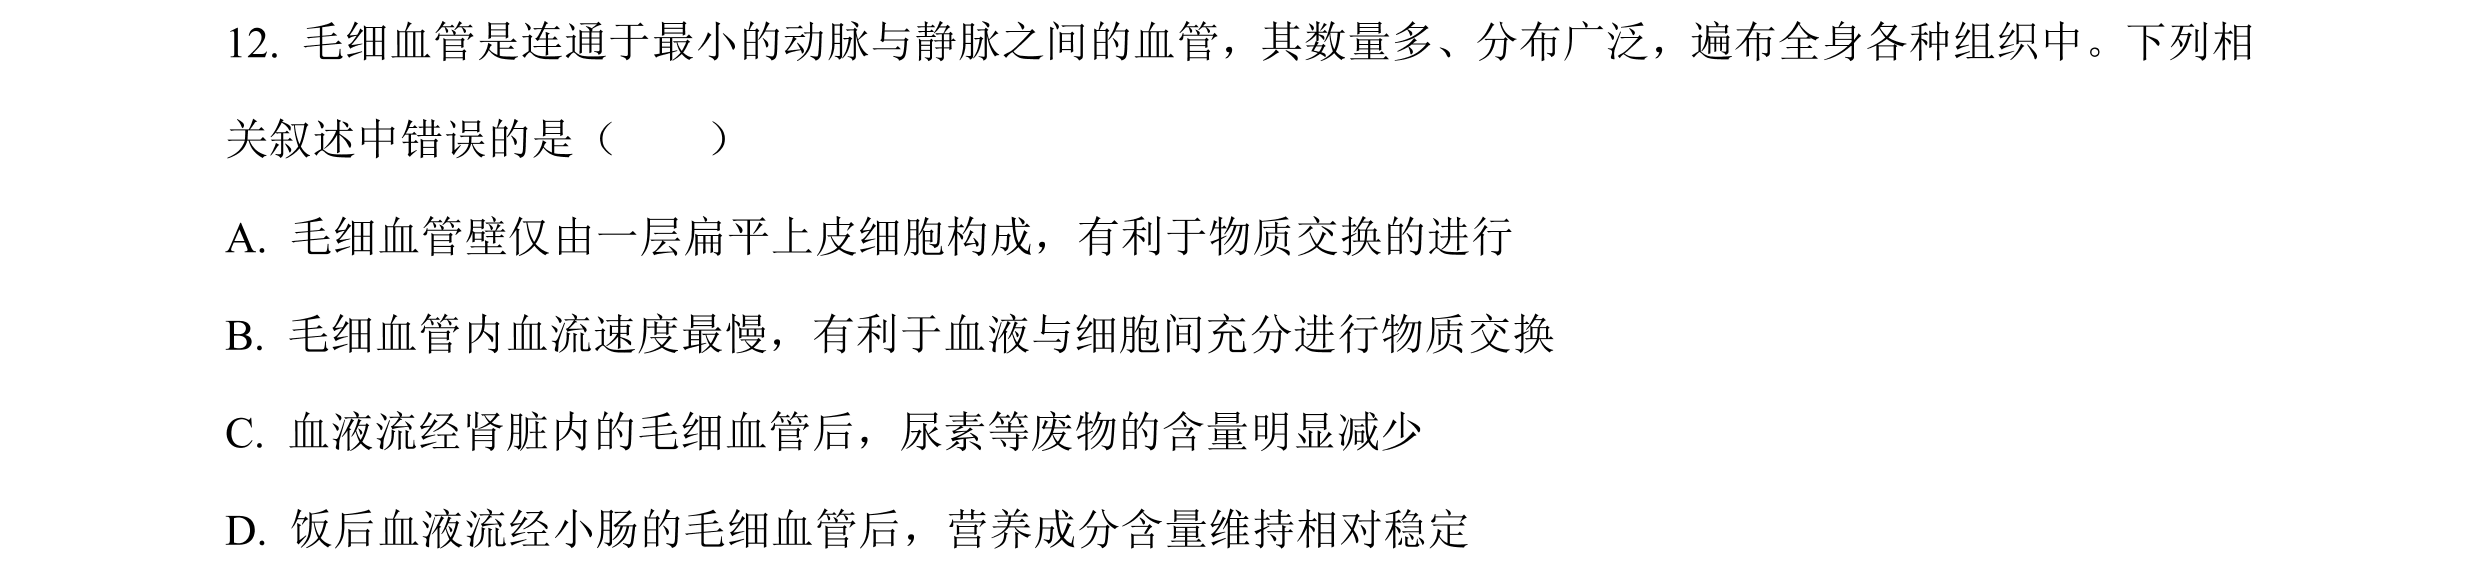 12. 毛细血管是连通于最小的动脉与静脉之间的血管，其数量多、分布广泛，遍布全身各种组织中。下列相
关叙述中错误的是（　　）
A. 毛细血管壁仅由一层扁平上皮细胞构成，有利于物质交换的进行
B. 毛细血管内血流速度最慢，有利于血液与细胞间充分进行物质交换
C. 血液流经肾脏内的毛细血管后，尿素等废物的含量明显减少
D. 饭后血液流经小肠的毛细血管后，营养成分含量维持相对稳定